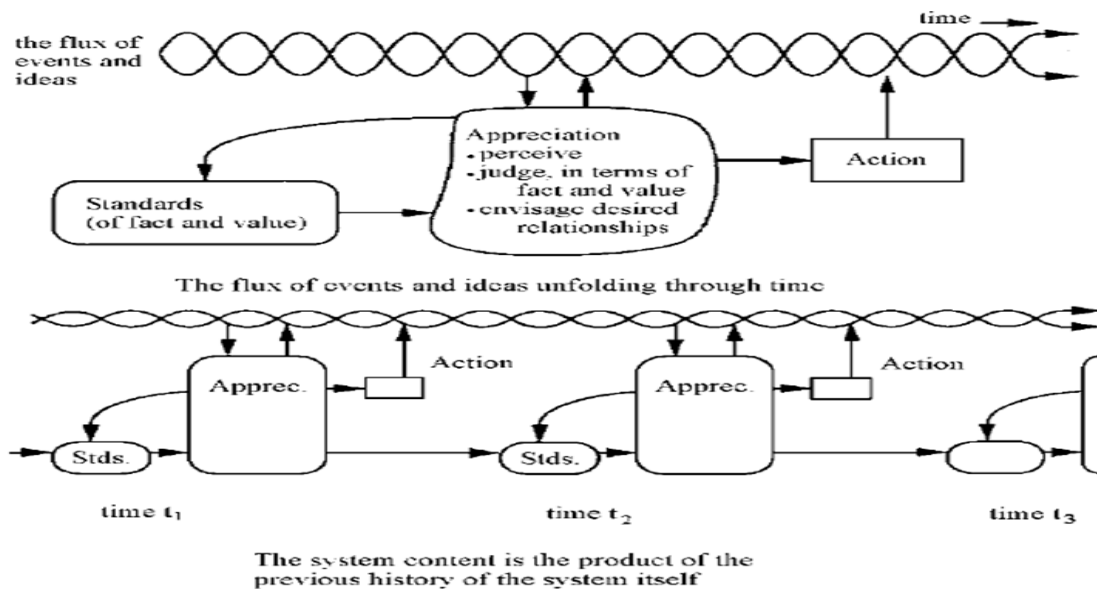 time
the flux of
events and
ideas
Appreciation
• perceive
• judge, in terms of
fact and value
• envisage desired
relationships
Action
Standards
(of fact and value)
The flux of events and ideas unfolding through time
Action
Action
Apprec.
Apprec.
Stds.
Stds.
time t₁
time t₂
time t₃
The system content is the product of the
previous history of the system itself